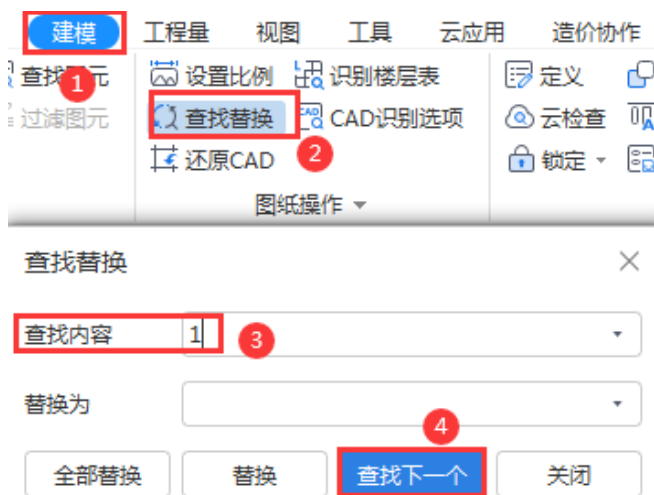 建模 工程量 视图 工具 云应用 造价协作
查找图元 设置比例 识别楼层表 定义
1
过滤图元 查找替换 CAD识别选项 云检查
2
还原CAD 锁定
图纸操作
查找替换
查找内容 1 3
替换为
4
全部替换 替换 查找下一个 关闭